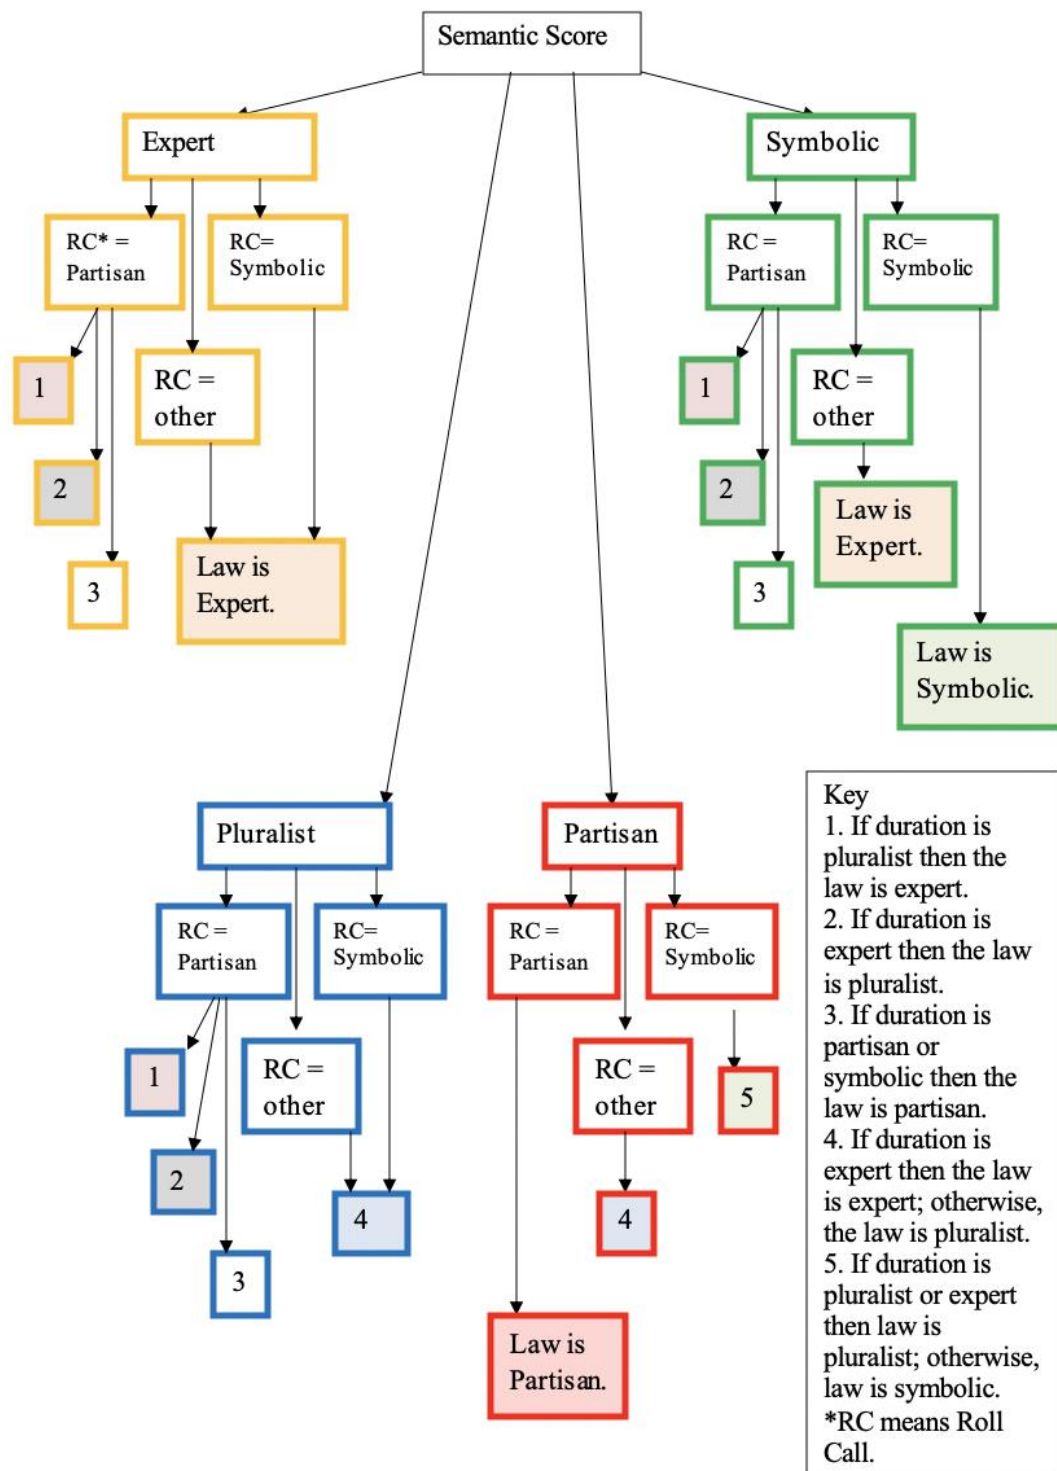 Semantic Score
Expert
Symbolic
RC* =
Partisan
RC=
Symbolic
RC =
Partisan
RC=
Symbolic
1
RC =
other
2
3
Law is
Expert.
1
RC =
other
2
Law is
Expert.
3
Law is
Symbolic.
Pluralist
Partisan
RC =
Partisan
RC=
Symbolic
RC =
Partisan
RC=
Symbolic
1
RC =
other
2
4
3
RC =
other
5
4
Law is
Partisan.
Key
1. If duration is
pluralist then the
law is expert.
2. If duration is
expert then the law
is pluralist.
3. If duration is
partisan or
symbolic then the
law is partisan.
4. If duration is
expert then the law
is expert; otherwise,
the law is pluralist.
5. If duration is
pluralist or expert
then law is
pluralist; otherwise,
law is symbolic.
*RC means Roll
Call.